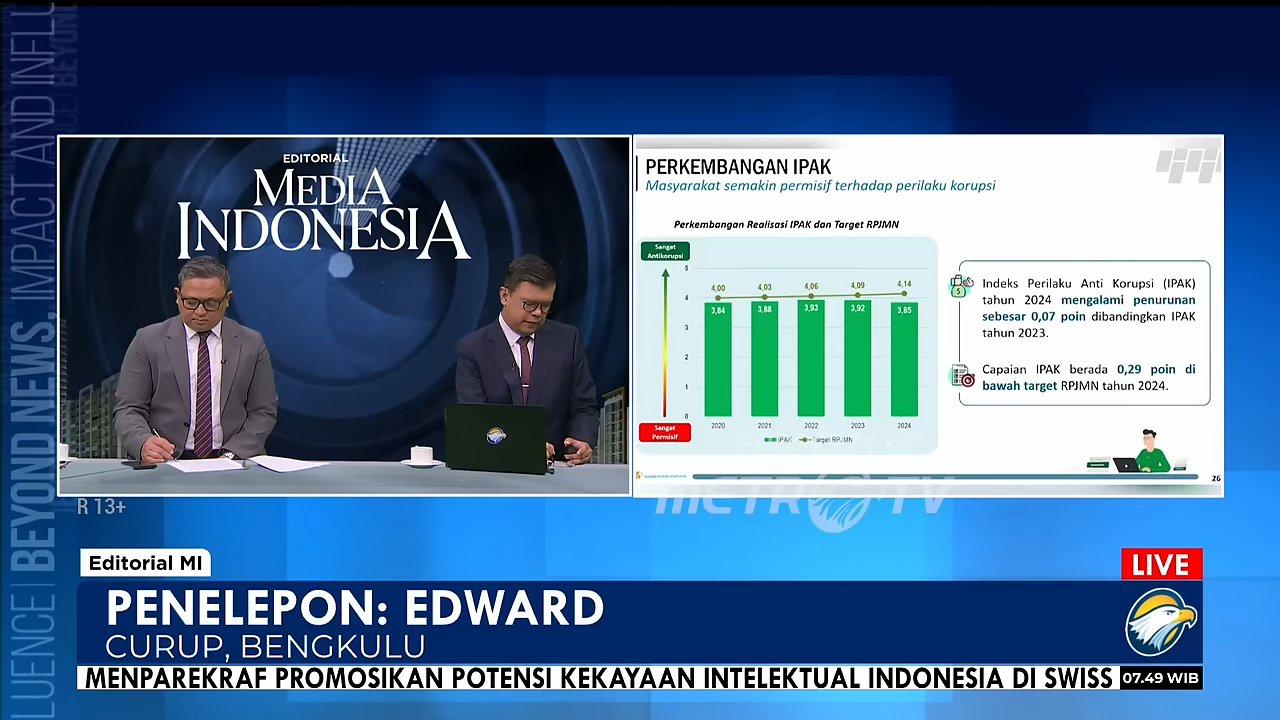 BEYOND NEWS, IMPACT AND INFLU
LUENCE |
EDITORIAL
MEDIA
INDONESIA
PERKEMBANGAN IPAK
Masyarakat semakin permisif terhadap perilaku korupsi
Perkembangan Realisasi IPAK dan Target RPJMN
Sangat
Antikorupsi
5
4
3
2
1
0
4,00 4,03 4,06 4,09 4,14
3,84 3,88 3,93 3,92 3,85
2020 2021 2022 2023 2024
Sangat
Permisif
IPAK Target RPJMN
Indeks Perilaku Anti Korupsi (IPAK)
tahun 2024 mengalami penurunan
sebesar 0,07 poin dibandingkan IPAK
tahun 2023.
Capaian IPAK berada 0,29 poin di
bawah target RPJMN tahun 2024.
26
METRO TV
R 13+
Editorial MI
LIVE
PENELEPON: EDWARD
CURUP, BENGKULU
MENPAREKRAF PROMOSIKAN POTENSI KEKAYAAN INTELEKTUAL INDONESIA DI SWISS
07.49 WIB